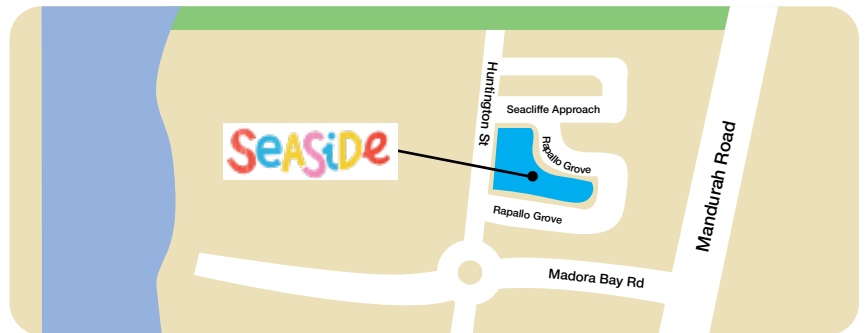 Huntington St
Seacliffe Approach
SEASiDe
Rapallo Grove
Mandurah Road
Rapallo Grove
Madora Bay Rd